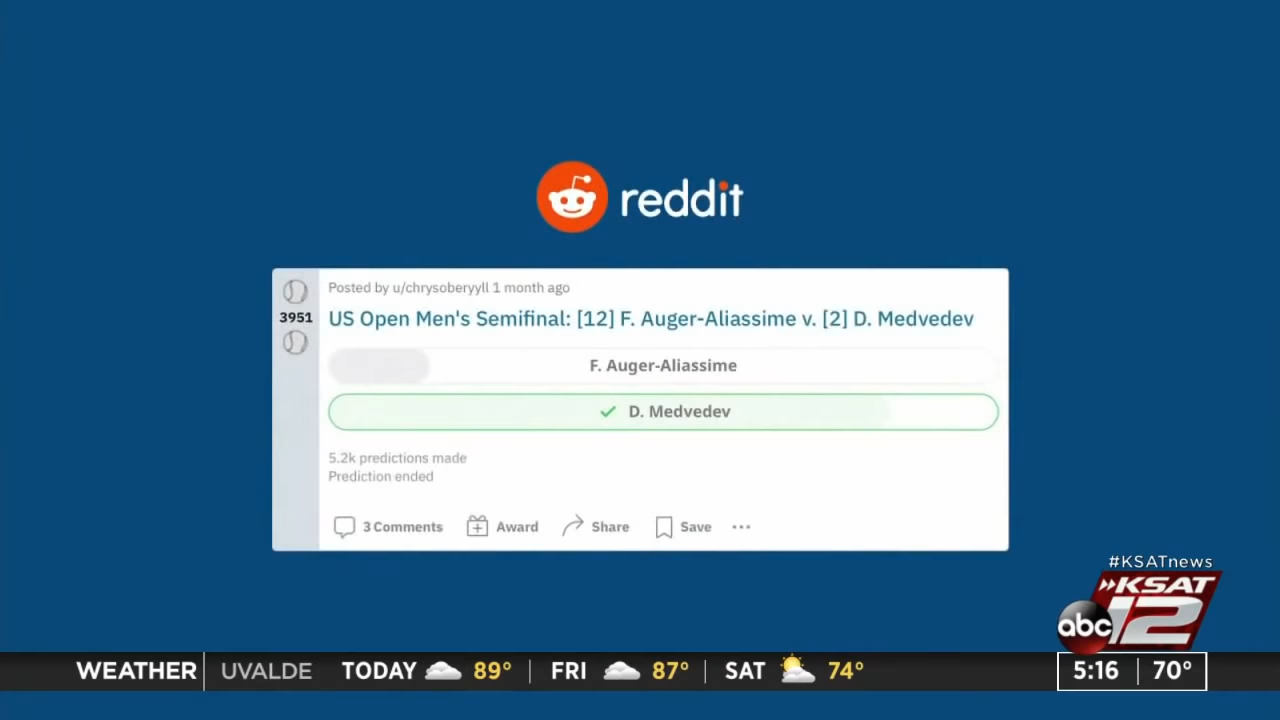 reddit
Posted by u/chrysoberyyll 1 month ago
3951
US Open Men's Semifinal: [12] F. Auger-Aliassime v. [2] D. Medvedev
F. Auger-Aliassime
D. Medvedev
5.2k predictions made
Prediction ended
3 Comments Award Share Save
#KSATnews
KSAT
abc 12
WEATHER UVALDE TODAY 89° FRI 87° SAT 74° 5:16 70°